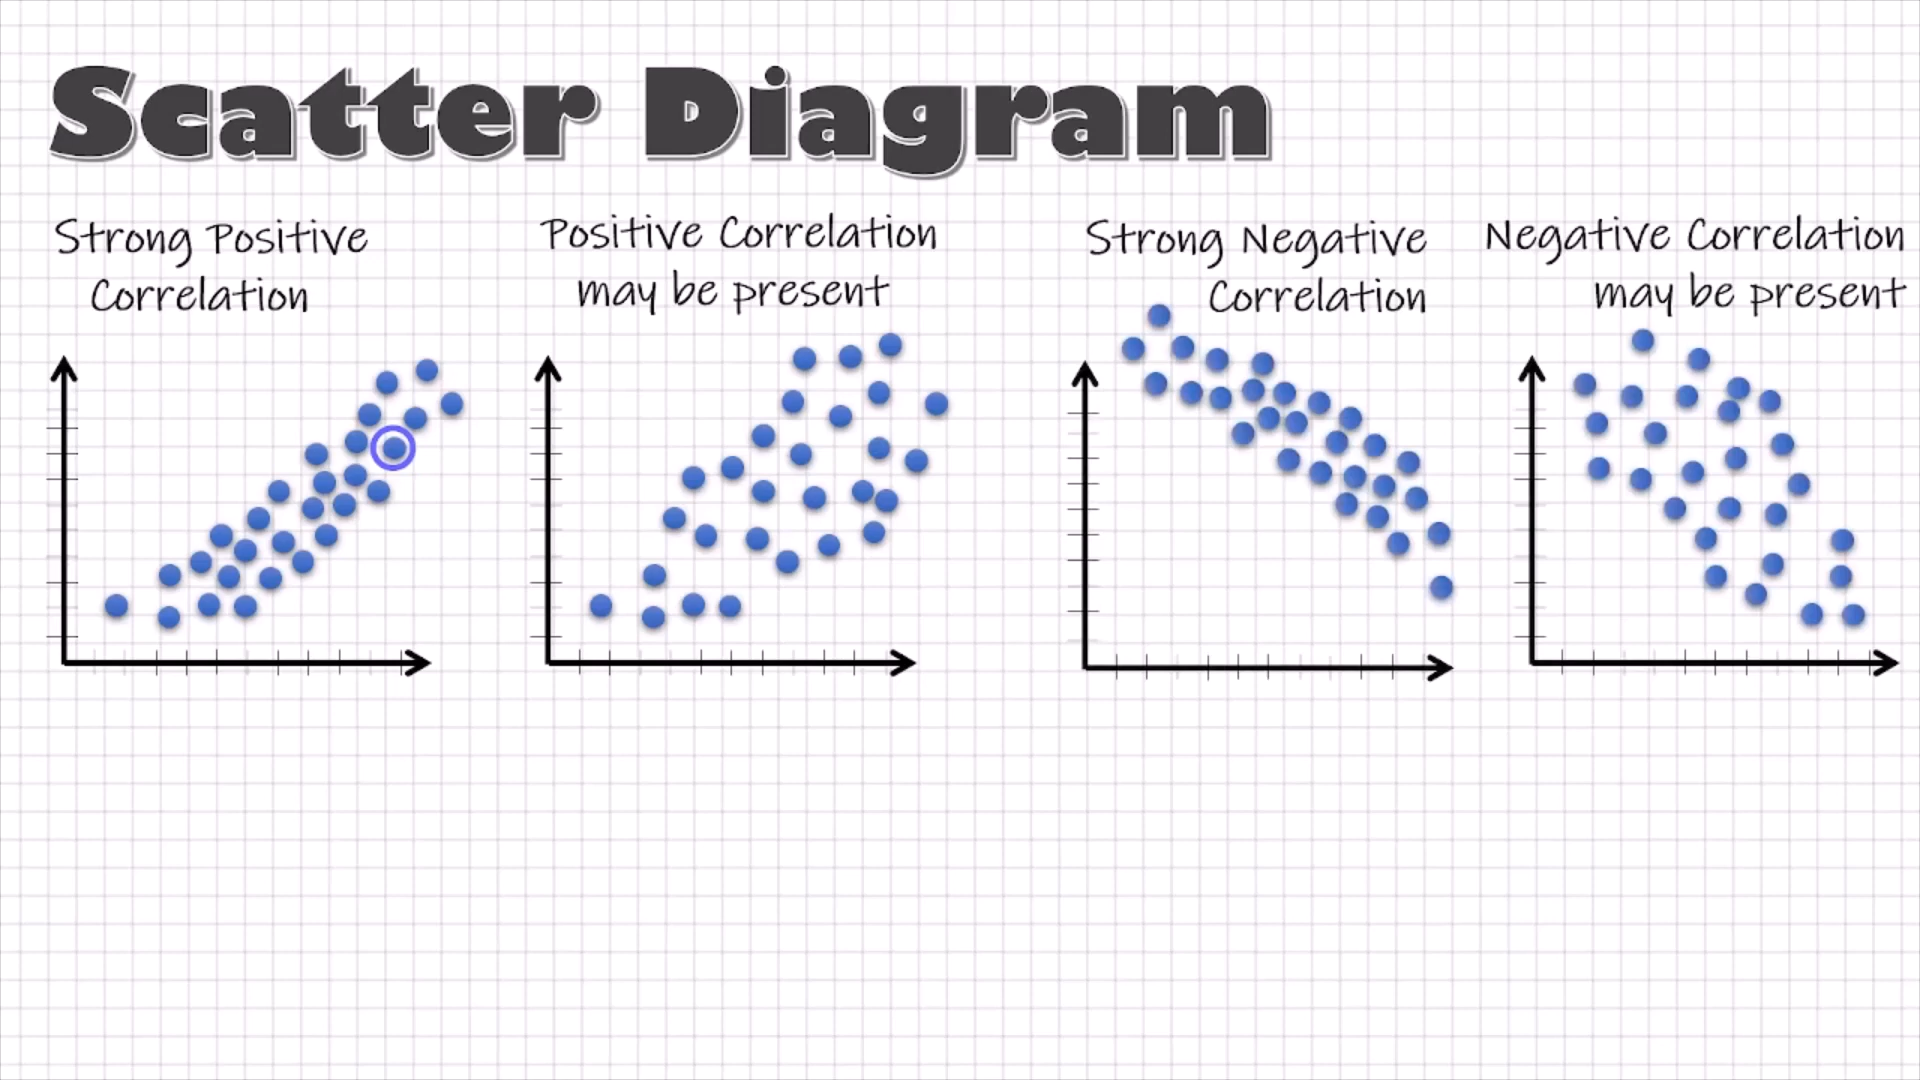 Scatter Diagram
Strong Positive
Correlation
Positive Correlation
may be present
Strong Negative
Correlation
Negative Correlation
may be present